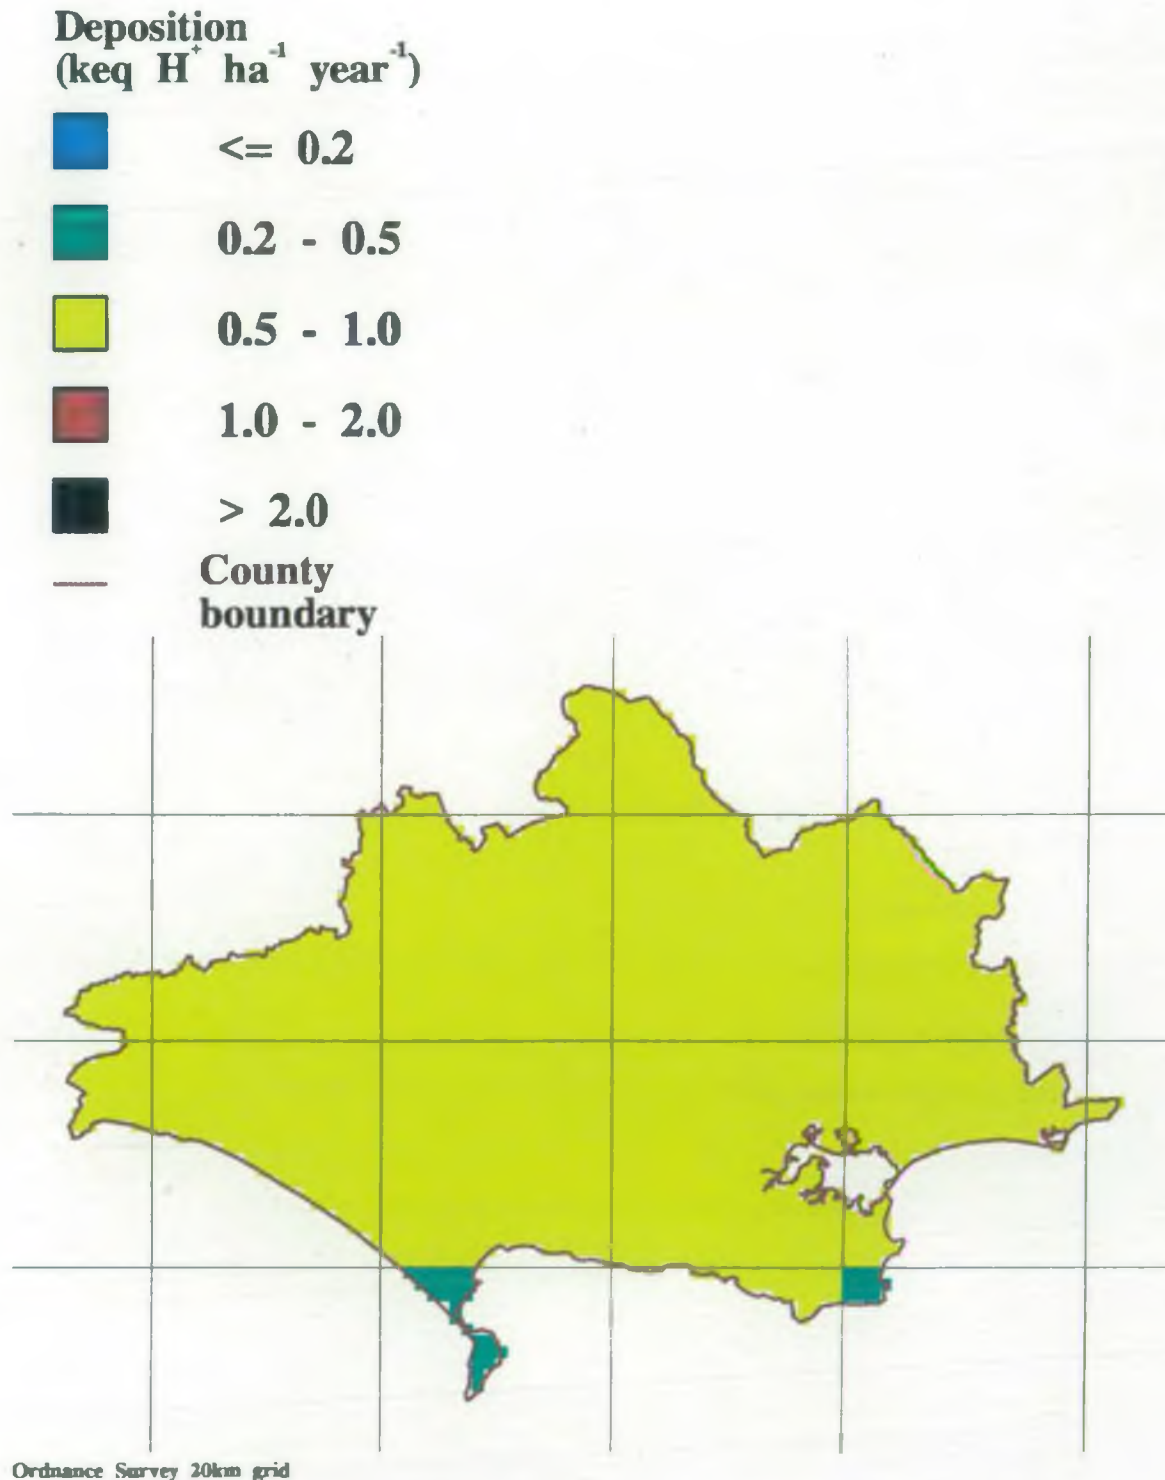 Deposition
(keq H⁺ ha⁻¹ year⁻¹)
<= 0.2
0.2 - 0.5
0.5 - 1.0
1.0 - 2.0
> 2.0
County
boundary
Ordnance Survey 20km grid